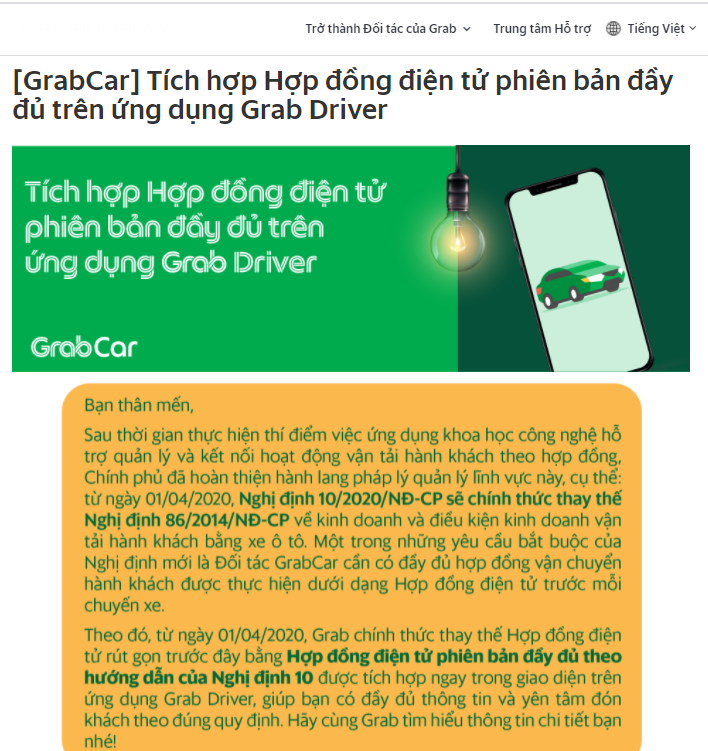 Trở thành Đối tác của Grab
Trung tâm Hỗ trợ
Tiếng Việt
[GrabCar] Tích hợp Hợp đồng điện tử phiên bản đầy
đủ trên ứng dụng Grab Driver
Tích hợp Hợp đồng điện tử
phiên bản đầy đủ trên
ứng dụng Grab Driver
GrabCar
Bạn thân mến,
Sau thời gian thực hiện thí điểm việc ứng dụng khoa học công nghệ hỗ
trợ quản lý và kết nối hoạt động vận tải hành khách theo hợp đồng,
Chính phủ đã hoàn thiện hành lang pháp lý quản lý lĩnh vực này, cụ thể:
từ ngày 01/04/2020, Nghị định 10/2020/NĐ-CP sẽ chính thức thay thế
Nghị định 86/2014/NĐ-CP về kinh doanh và điều kiện kinh doanh vận
tải hành khách bằng xe ô tô. Một trong những yêu cầu bắt buộc của
Nghị định mới là Đối tác GrabCar cần có đầy đủ hợp đồng vận chuyển
hành khách được thực hiện dưới dạng Hợp đồng điện tử trước mỗi
chuyến xe.
Theo đó, từ ngày 01/04/2020, Grab chính thức thay thế Hợp đồng điện
tử rút gọn trước đây bằng Hợp đồng điện tử phiên bản đầy đủ theo
hướng dẫn của Nghị định 10 được tích hợp ngay trong giao diện trên
ứng dụng Grab Driver, giúp bạn có đầy đủ thông tin và yên tâm đón
khách theo đúng quy định. Hãy cùng Grab tìm hiểu thông tin chi tiết bạn
nhé!